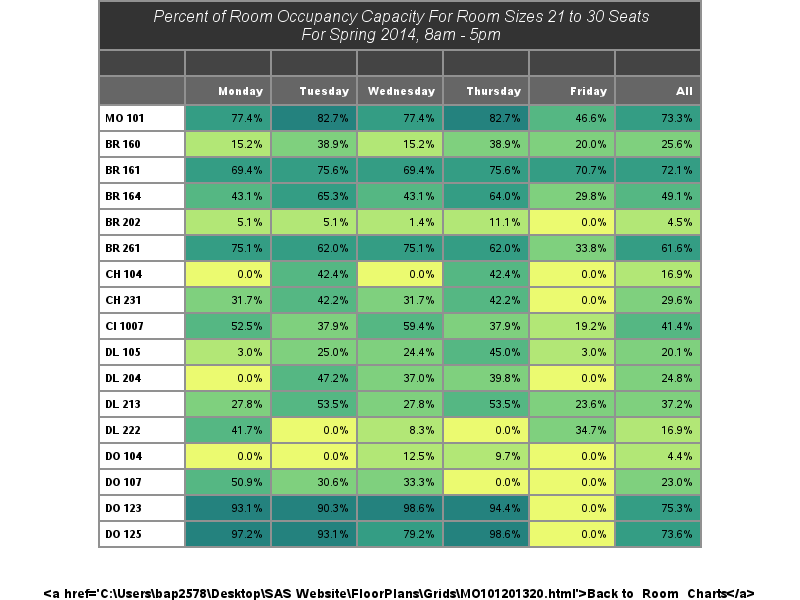 Percent of Room Occupancy Capacity For Room Sizes 21 to 30 Seats
For Spring 2014, 8am - 5pm
Monday Tuesday Wednesday Thursday Friday All
MO 101 77.4% 82.7% 77.4% 82.7% 46.6% 73.3%
BR 160 15.2% 38.9% 15.2% 38.9% 20.0% 25.6%
BR 161 69.4% 75.6% 69.4% 75.6% 70.7% 72.1%
BR 164 43.1% 65.3% 43.1% 64.0% 29.8% 49.1%
BR 202 5.1% 5.1% 1.4% 11.1% 0.0% 4.5%
BR 261 75.1% 62.0% 75.1% 62.0% 33.8% 61.6%
CH 104 0.0% 42.4% 0.0% 42.4% 0.0% 16.9%
CH 231 31.7% 42.2% 31.7% 42.2% 0.0% 29.6%
CI 1007 52.5% 37.9% 59.4% 37.9% 19.2% 41.4%
DL 105 3.0% 25.0% 24.4% 45.0% 3.0% 20.1%
DL 204 0.0% 47.2% 37.0% 39.8% 0.0% 24.8%
DL 213 27.8% 53.5% 27.8% 53.5% 23.6% 37.2%
DL 222 41.7% 0.0% 8.3% 0.0% 34.7% 16.9%
DO 104 0.0% 0.0% 12.5% 9.7% 0.0% 4.4%
DO 107 50.9% 30.6% 33.3% 0.0% 0.0% 23.0%
DO 123 93.1% 90.3% 98.6% 94.4% 0.0% 75.3%
DO 125 97.2% 93.1% 79.2% 98.6% 0.0% 73.6%
<a href='C:\Users\bap2578\Desktop\SAS Website\FloorPlans\Grids\MO101201320.html'>Back to Room Charts</a>